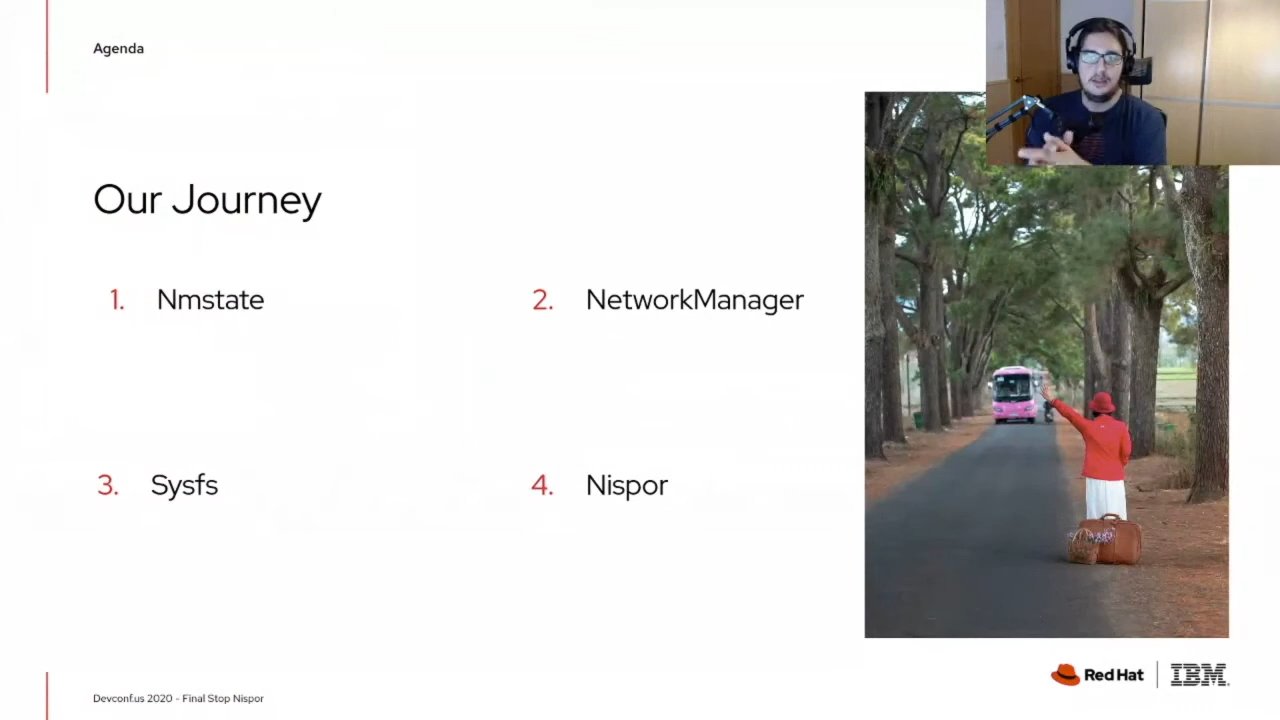 Agenda
Our Journey
1. Nmstate
2. NetworkManager
3. Sysfs
4. Nispor
Devconf.us 2020 - Final Stop Nispor
Red Hat
IBM